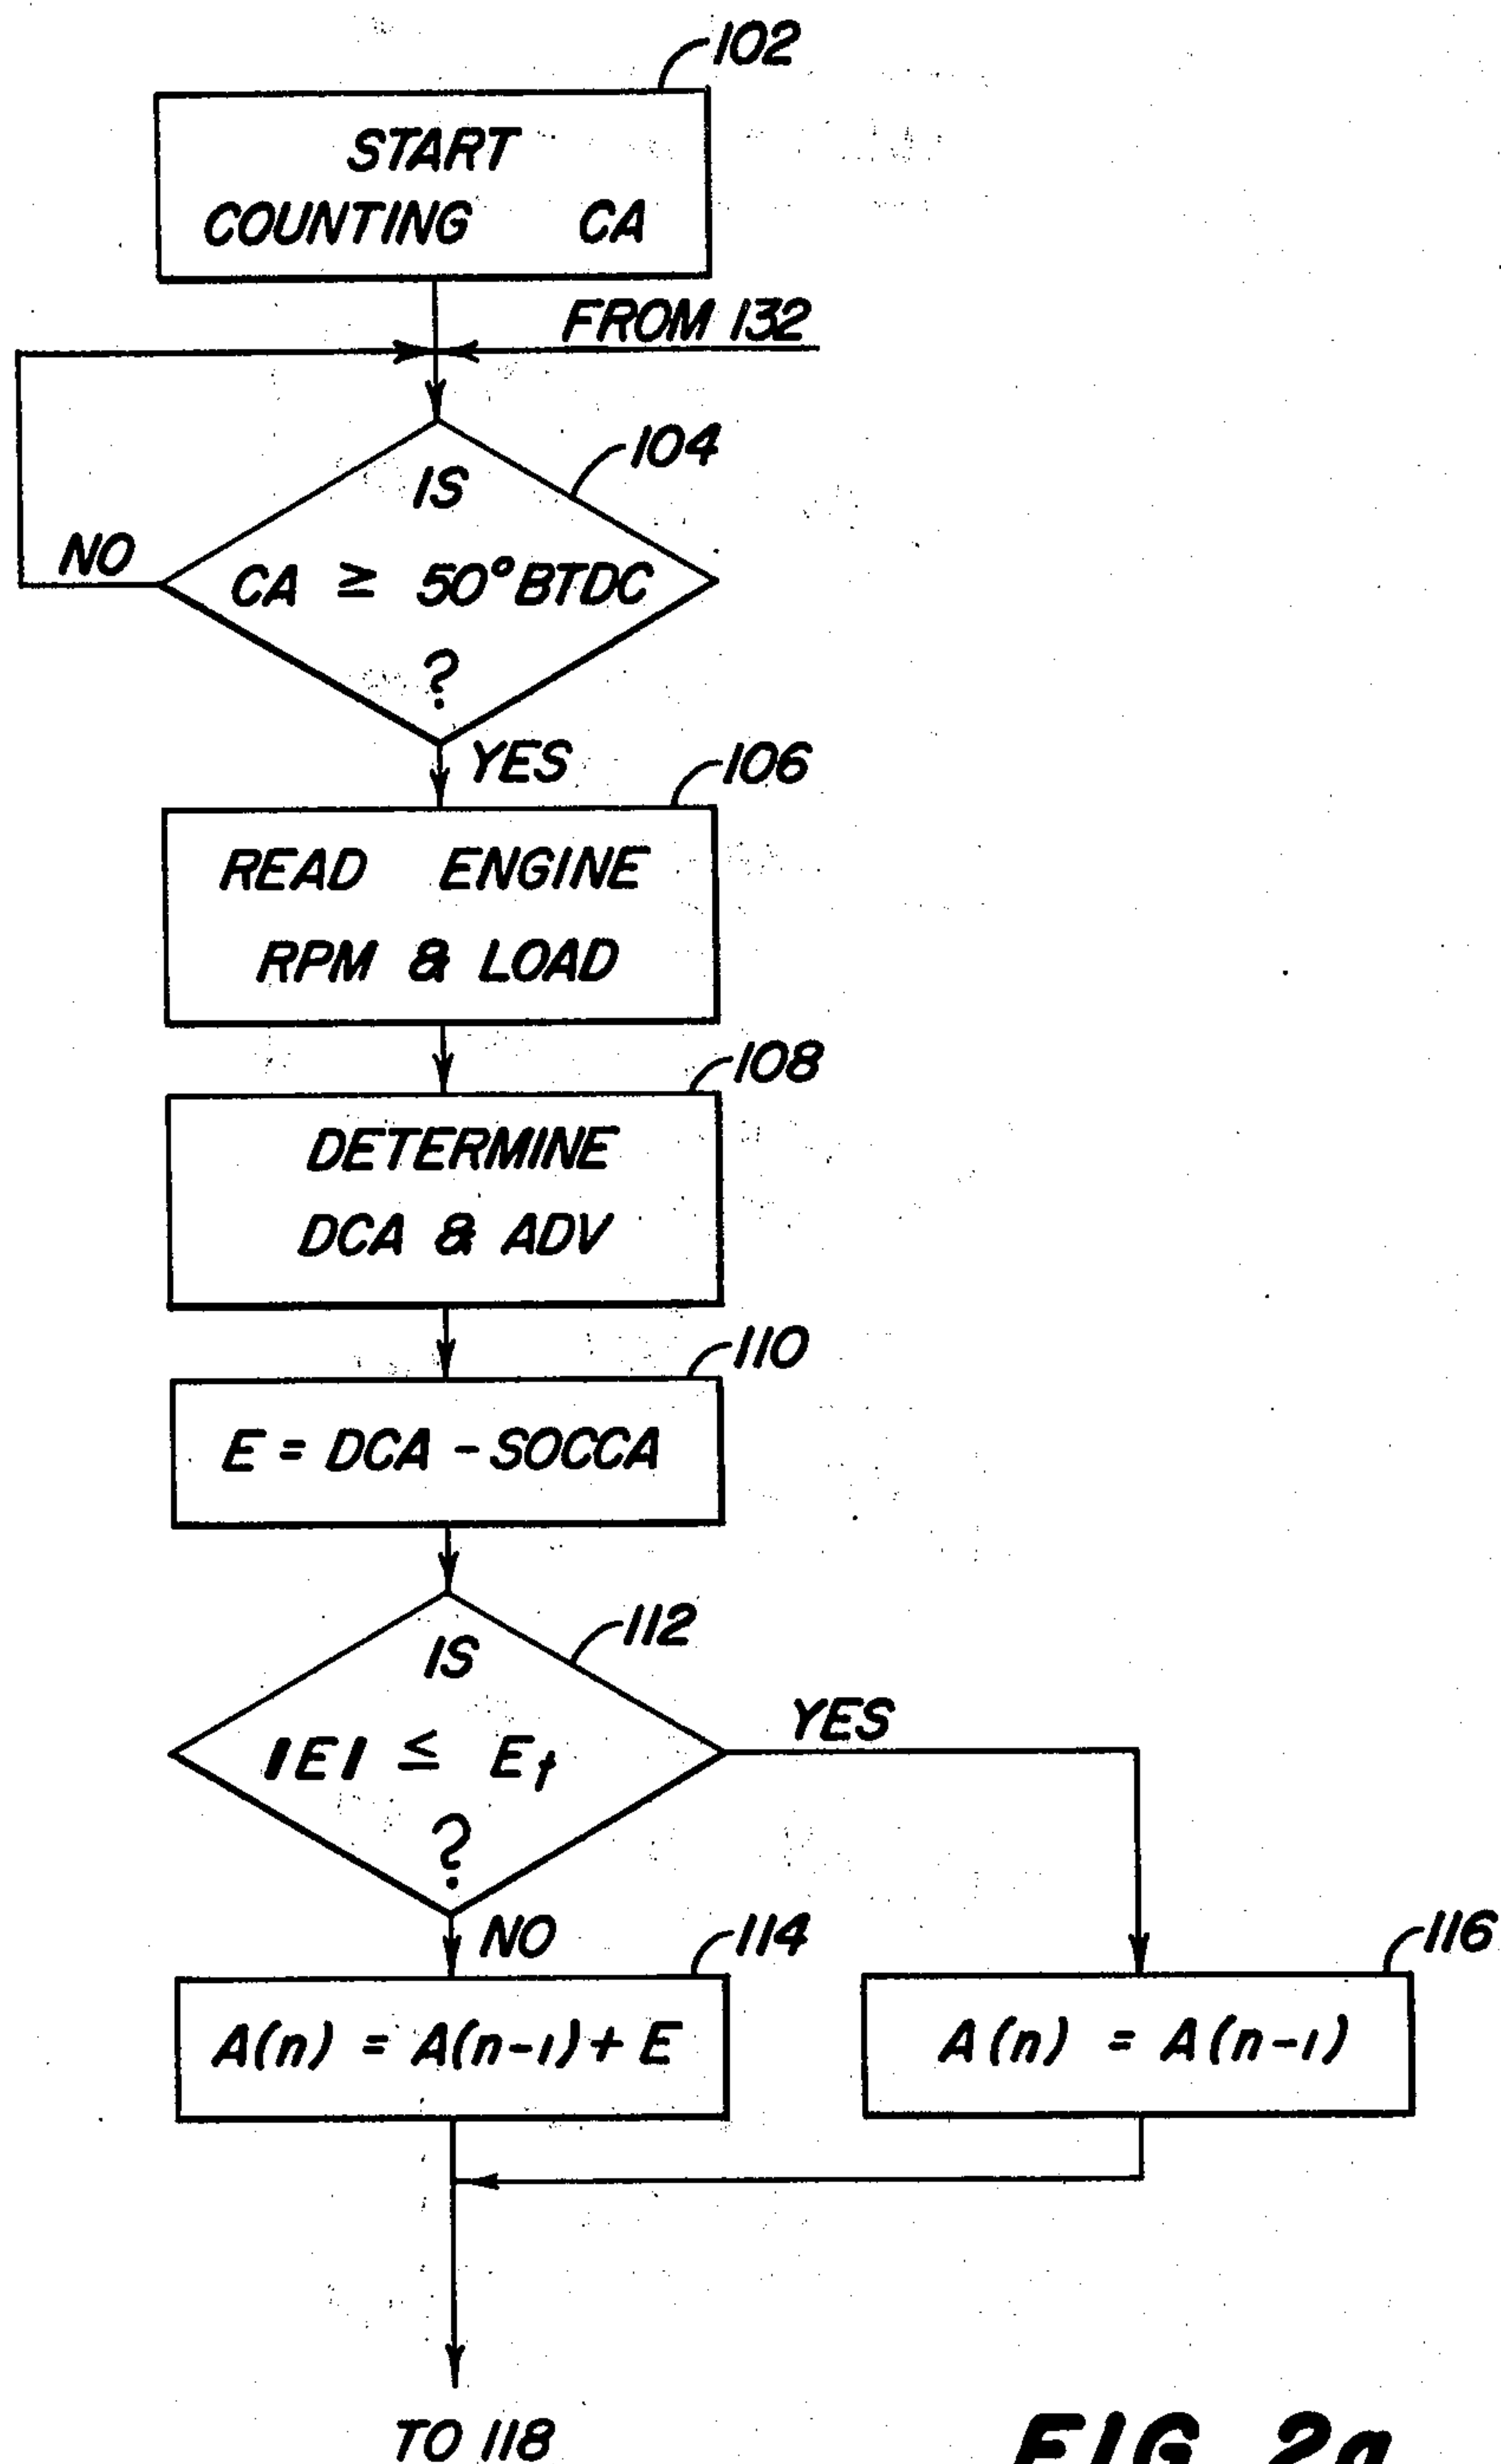 102
START
COUNTING CA
FROM 132
104
IS
NO
CA ≥ 50° BTDC
?
YES
106
READ ENGINE
RPM & LOAD
108
DETERMINE
DCA & ADV
110
E = DCA - SOCCA
112
IS
YES
|E| ≤ Et
?
NO
114
116
A(n) = A(n-1) + E
A(n) = A(n-1)
TO 118
FIG. 2a